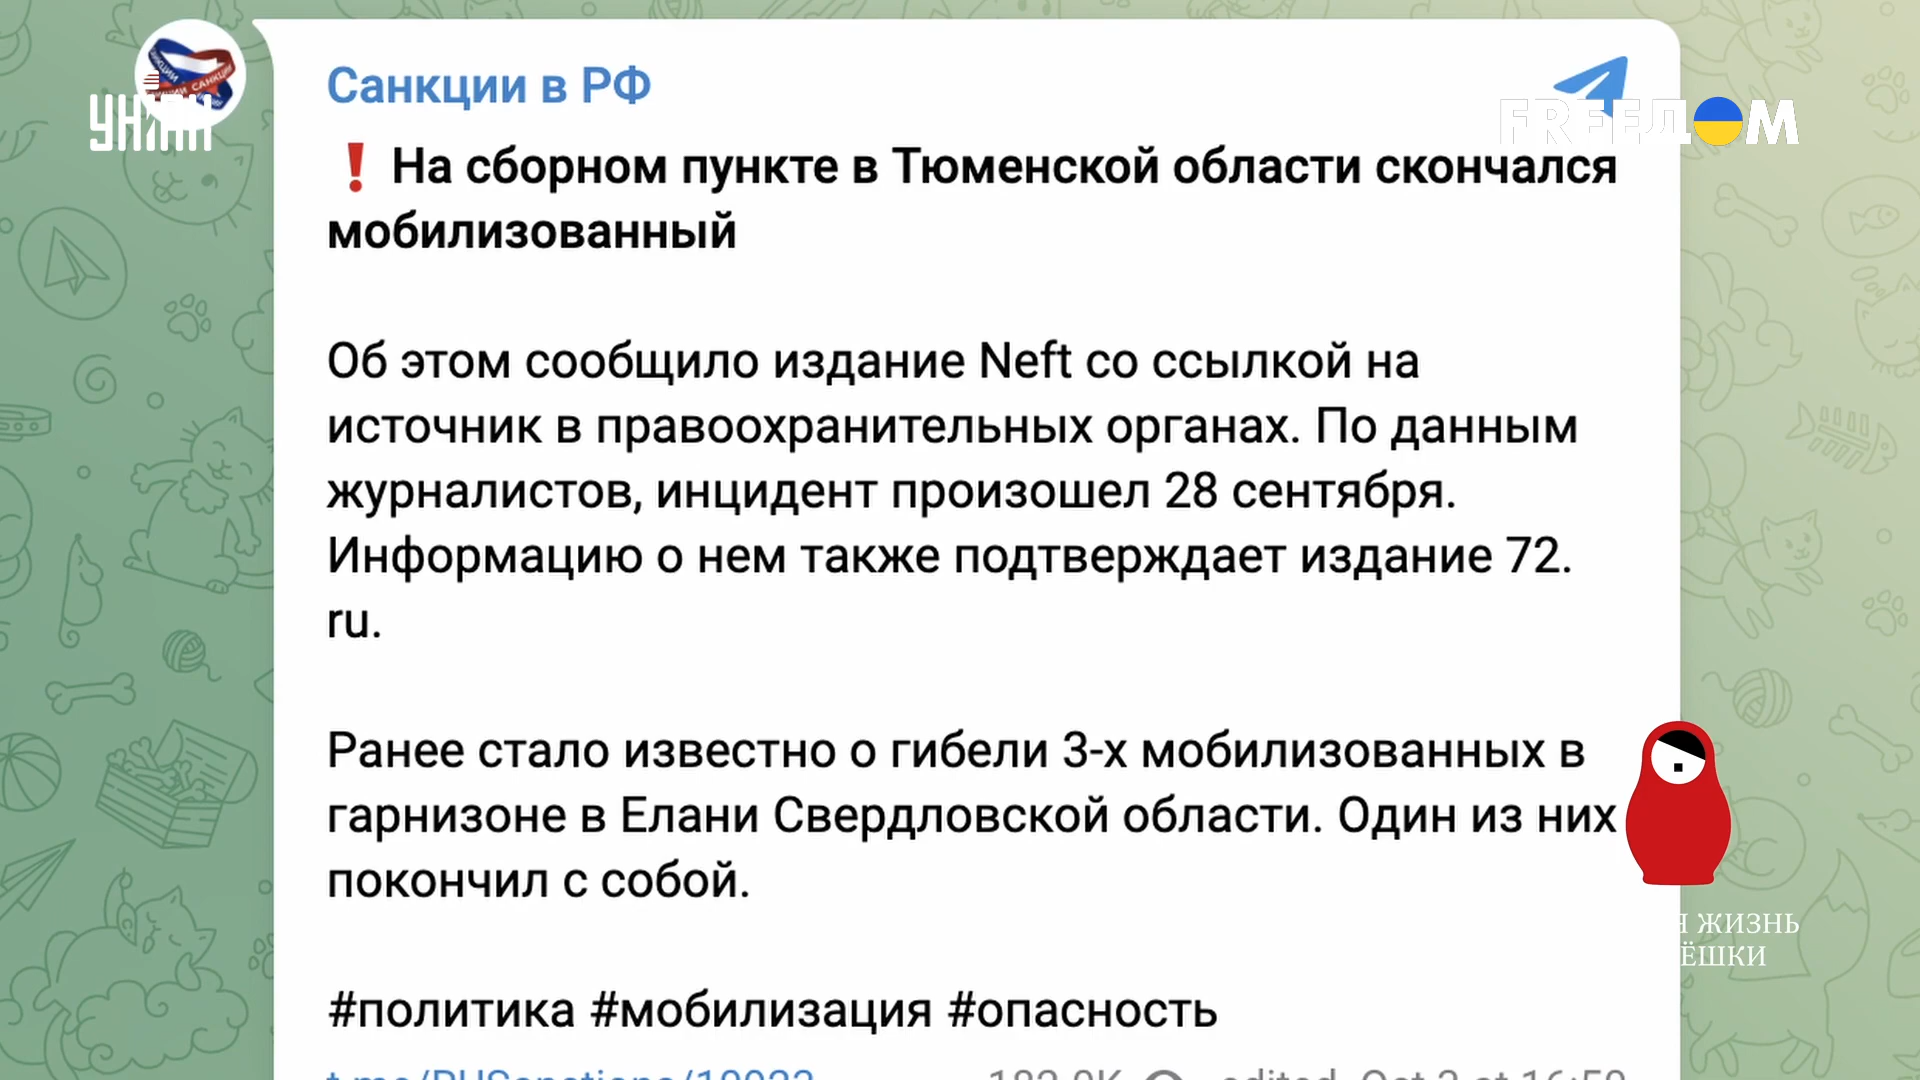 Санкции в РФ
УНІАН
FREEДОМ
❗ На сборном пункте в Тюменской области скончался
мобилизованный
Об этом сообщило издание Neft со ссылкой на
источник в правоохранительных органах. По данным
журналистов, инцидент произошел 28 сентября.
Информацию о нем также подтверждает издание 72.
ru.
Ранее стало известно о гибели 3-х мобилизованных в
гарнизоне в Елани Свердловской области. Один из них
покончил с собой.
Я ЖИЗНЬ
ЁШКИ
#политика #мобилизация #опасность